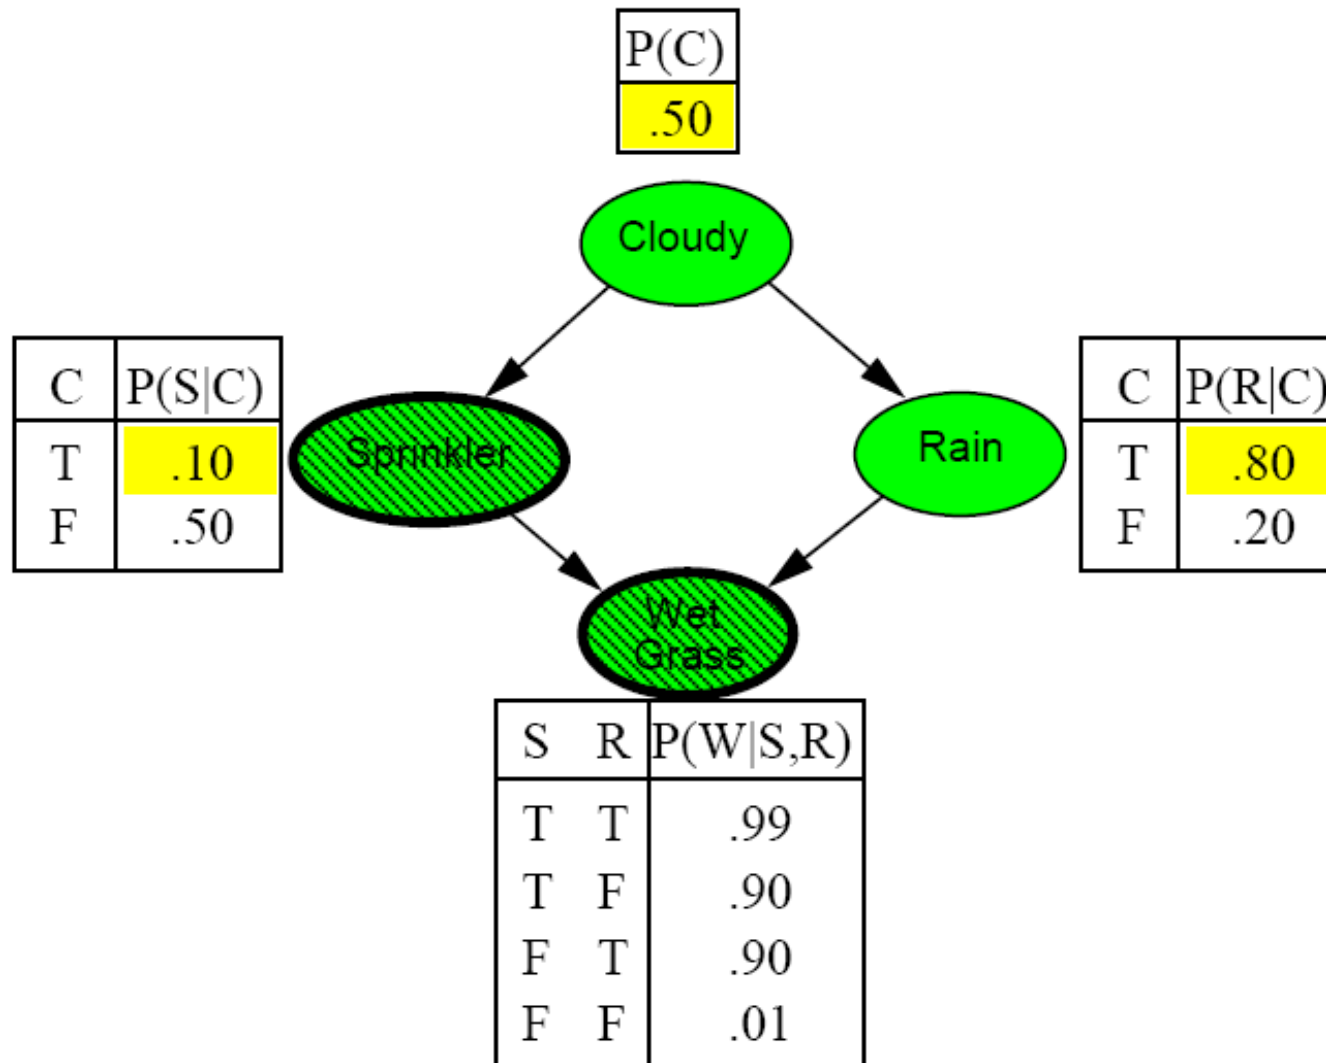 P(C)
.50
Cloudy
C P(S|C)
T .10
F .50
Sprinkler
Rain
C P(R|C)
T .80
F .20
Wet
Grass
S R P(W|S,R)
T T .99
T F .90
F T .90
F F .01